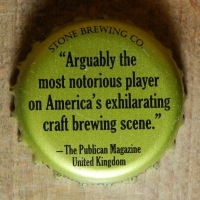 STONE BREWING CO.
“Arguably the
most notorious player
on America’s exhilarating
craft brewing scene.”
—The Publican Magazine
United Kingdom